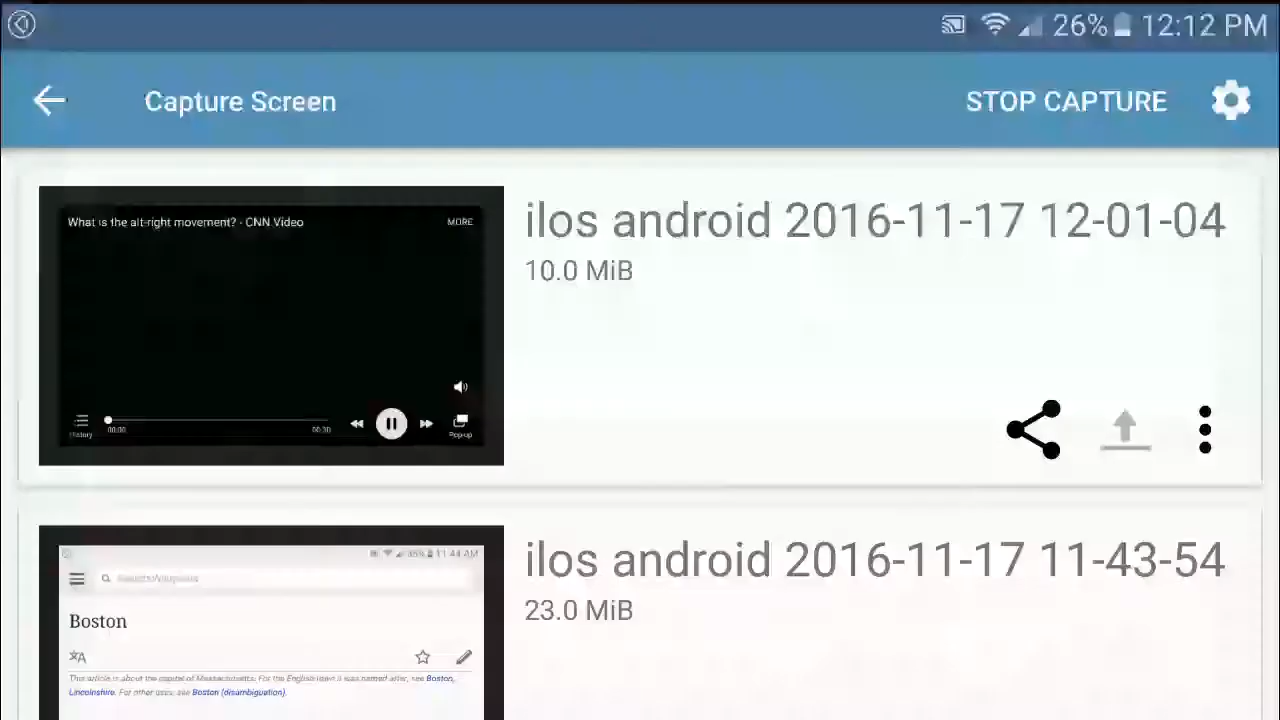 26% 12:12 PM
Capture Screen
STOP CAPTURE
What is the alt-right movement? - CNN Video
MORE
ilos android 2016-11-17 12-01-04
10.0 MiB
00:00
00:30
History
Pop-up
ilos android 2016-11-17 11-43-54
23.0 MiB
11:44 AM
Boston
This article is about the capital of Massachusetts. For the English town it was named after, see Boston,
Lincolnshire. For other uses, see Boston (disambiguation).